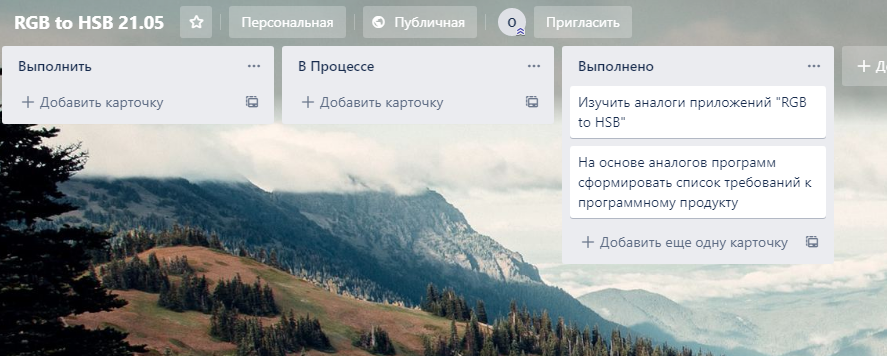 RGB to HSB 21.05
Персональная
Публичная
O
Пригласить
Выполнить
В Процессе
Выполнено
Добавить карточку
Добавить карточку
Изучить аналоги приложений "RGB
to HSB"
На основе аналогов программ
сформировать список требований к
программному продукту
Добавить еще одну карточку